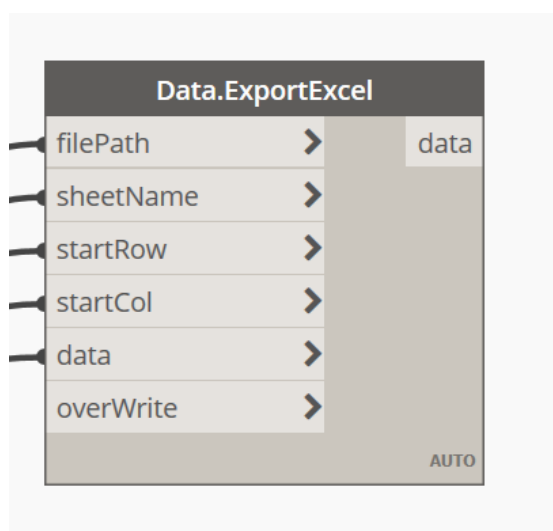 Data.ExportExcel
filePath
data
sheetName
startRow
startCol
data
overWrite
AUTO